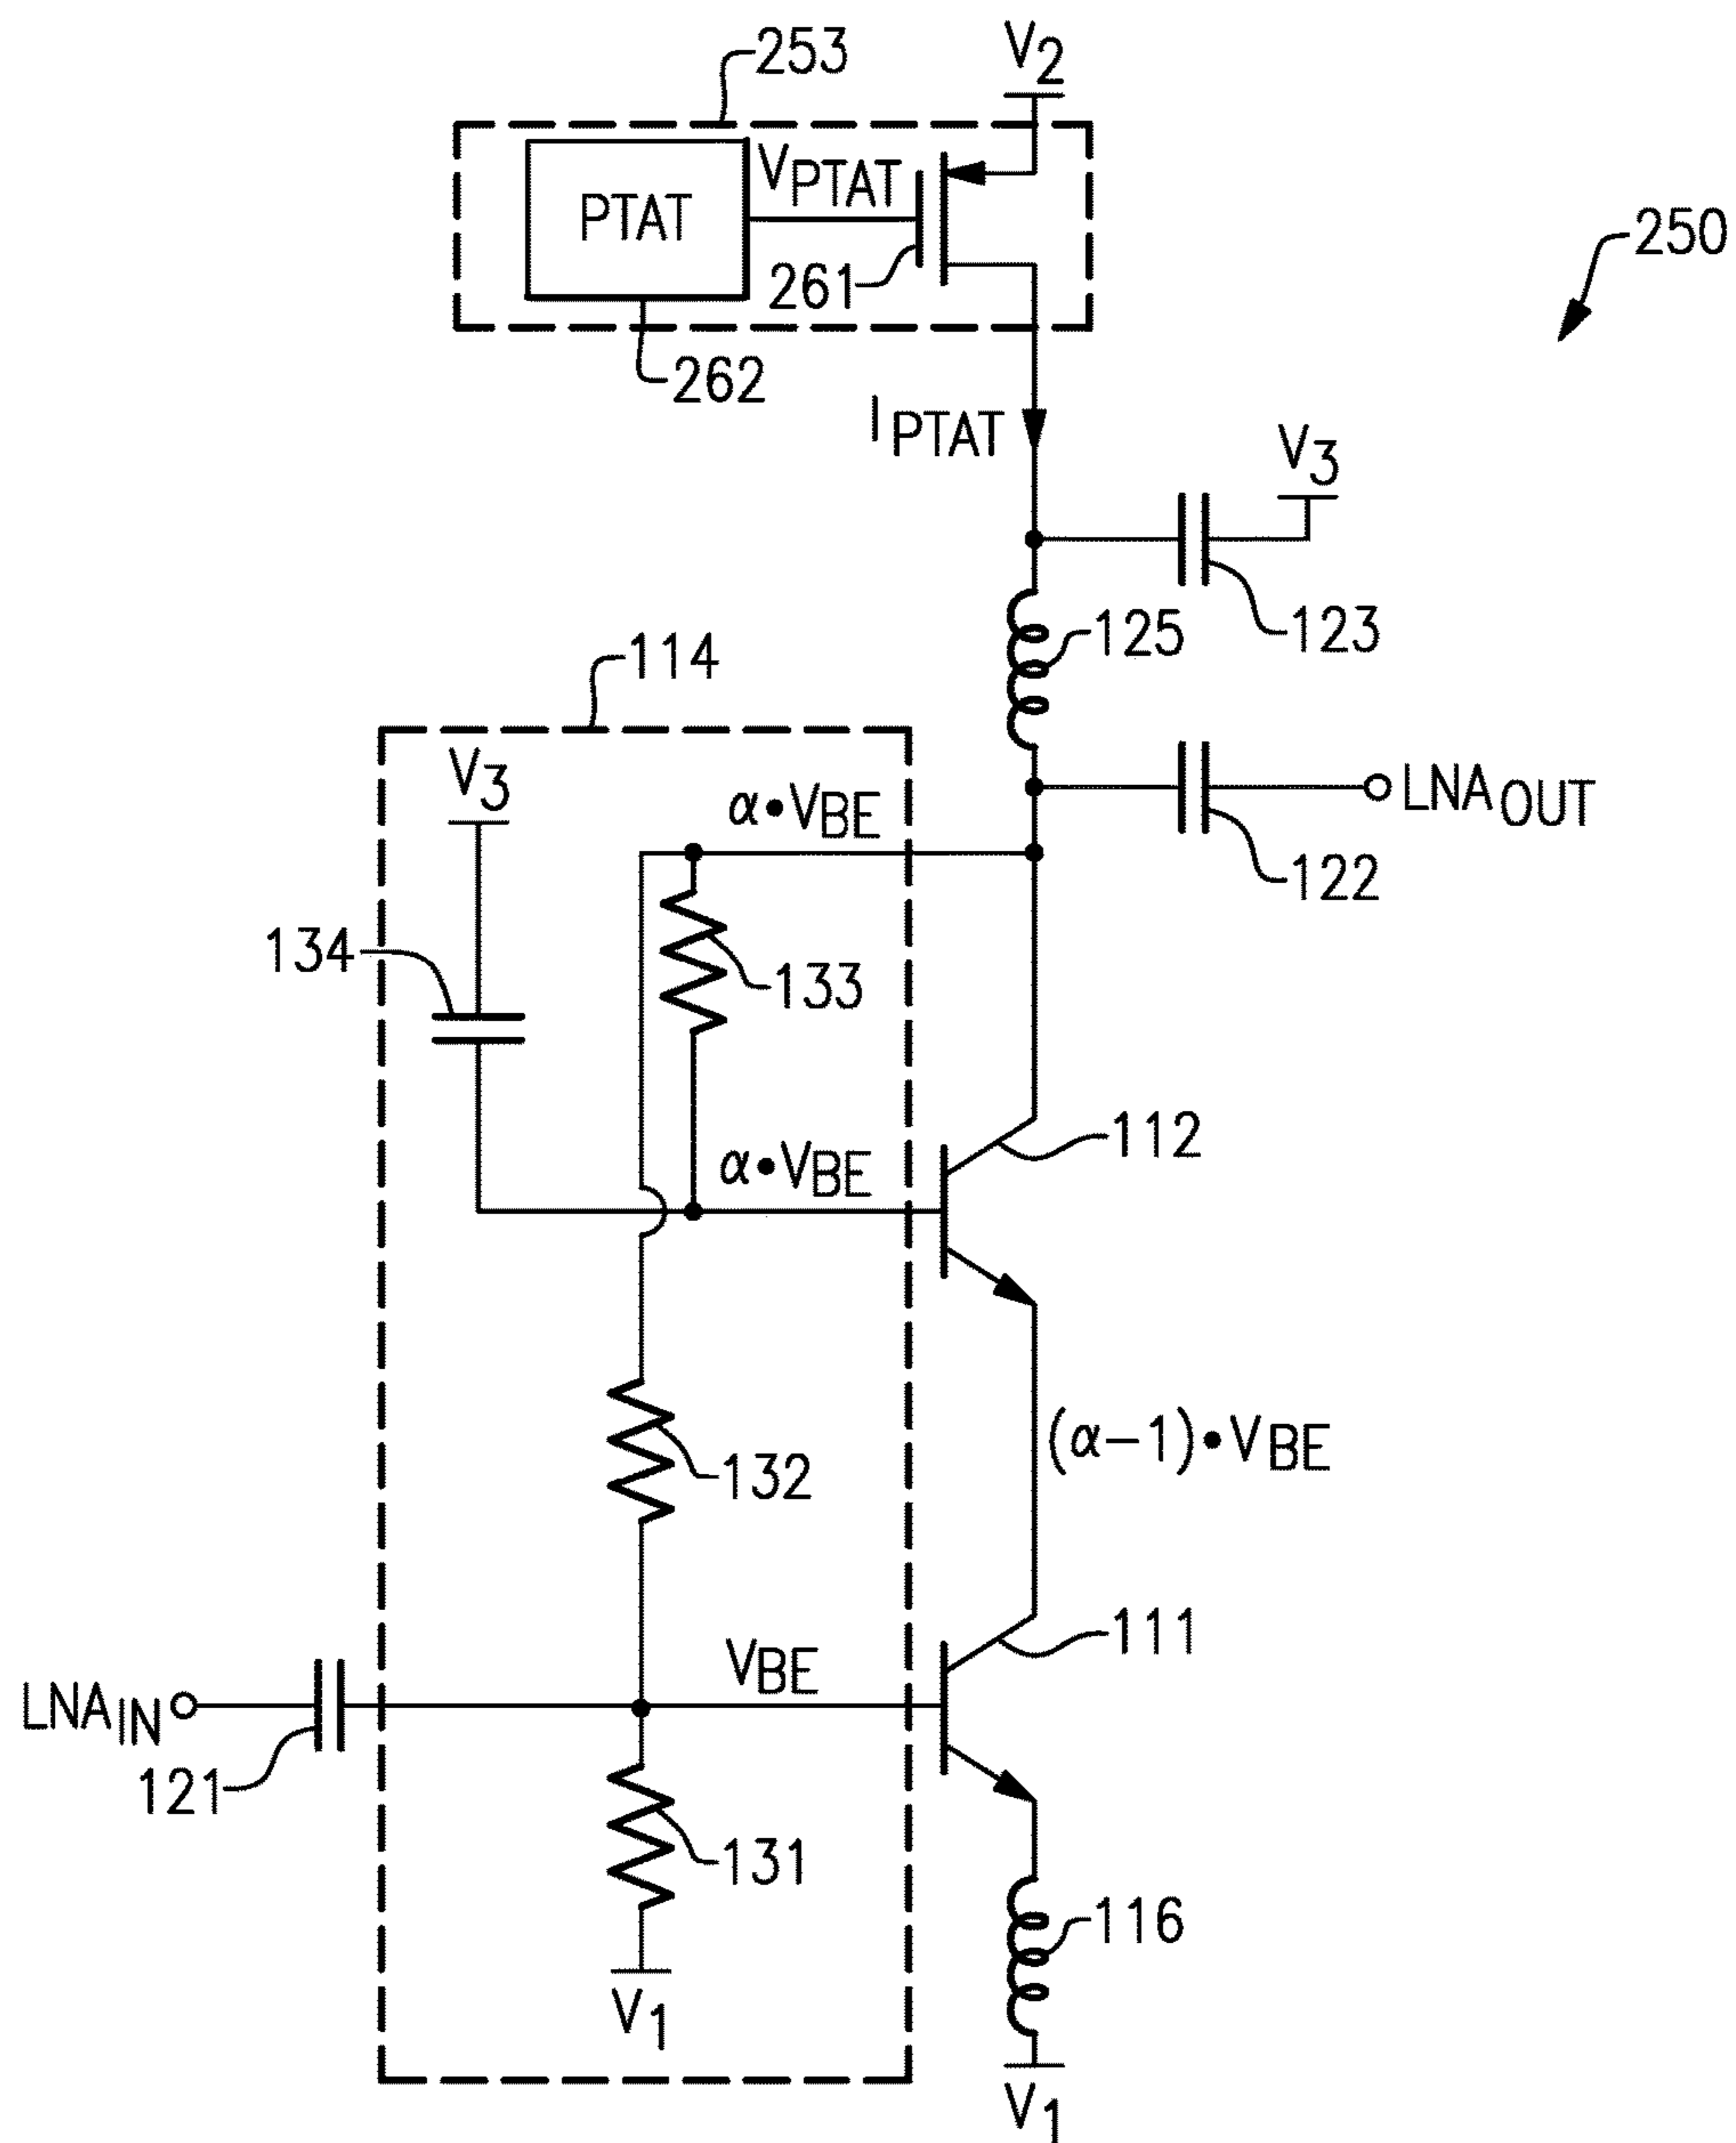 253
V2
PTAT
VPTAT
261
250
262
IPTAT
V3
125
123
114
V3
α•VBE
LNAOUT
122
134
133
α•VBE
112
132
(α−1)•VBE
VBE
111
LNAIN
121
131
116
V1
V1